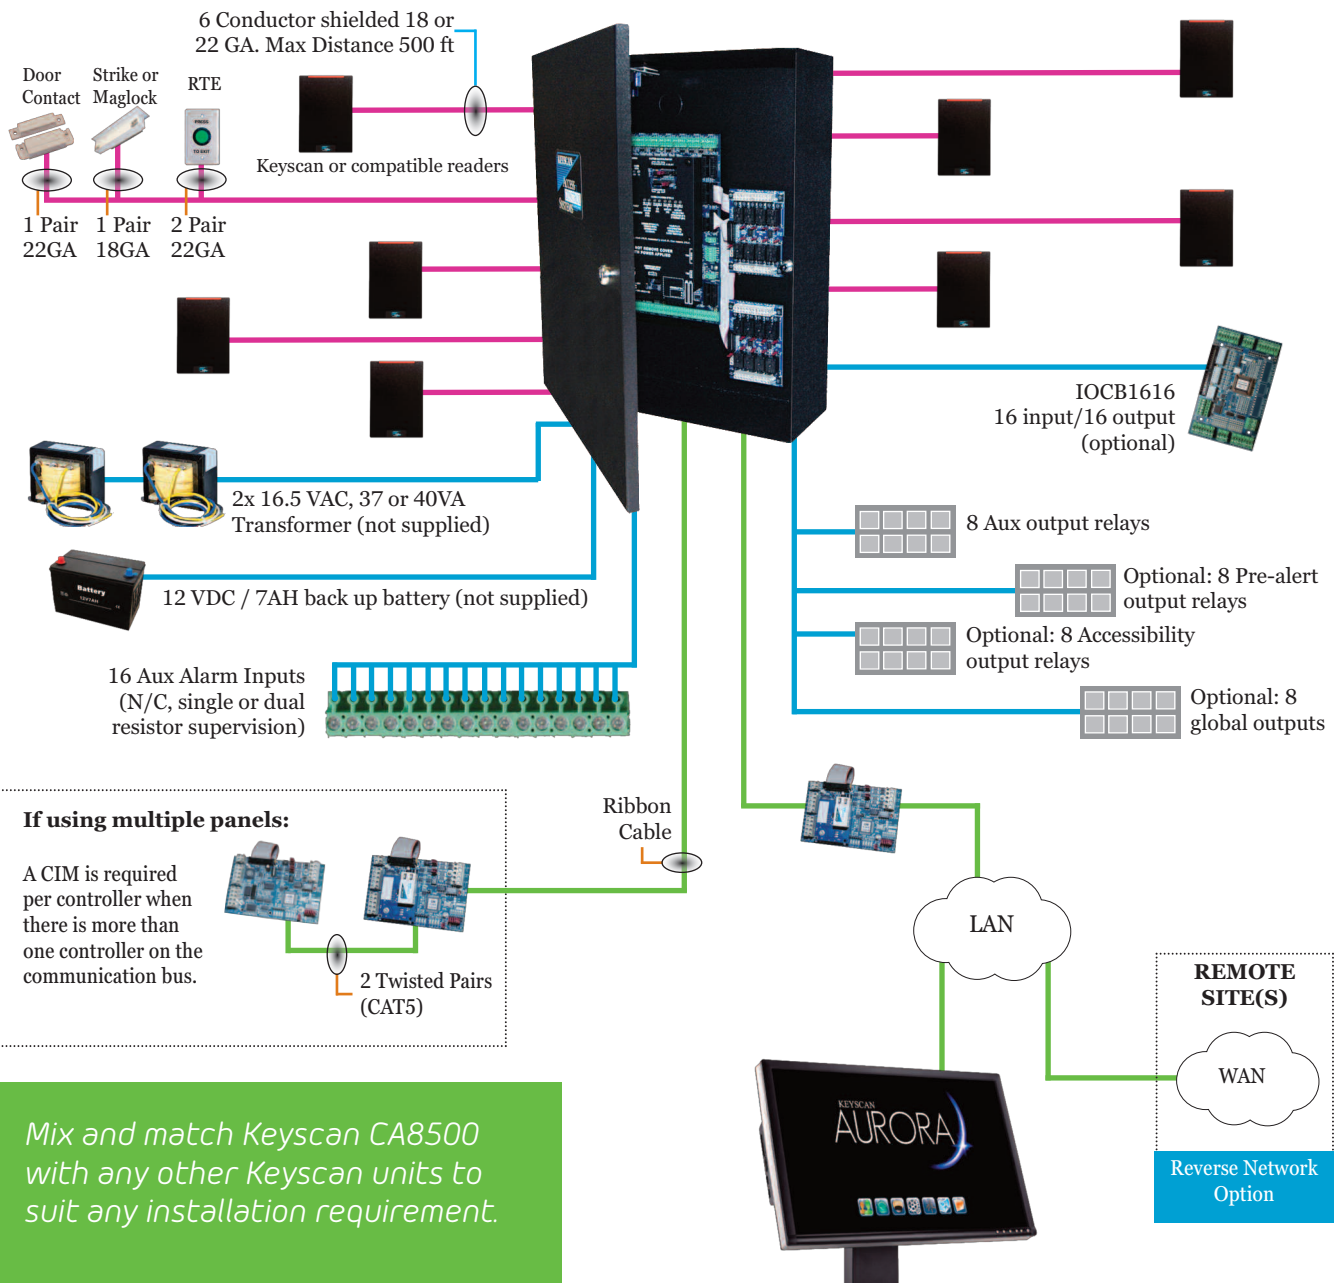 6 Conductor shielded 18 or
22 GA. Max Distance 500 ft
Door
Contact
Strike or
Maglock
RTE
PRESS
TO EXIT
Keyscan or compatible readers
1 Pair
22GA
1 Pair
18GA
2 Pair
22GA
IOCB1616
16 input/16 output
(optional)
2x 16.5 VAC, 37 or 40VA
Transformer (not supplied)
Battery
12V7AH
12 VDC / 7AH back up battery (not supplied)
8 Aux output relays
Optional: 8 Pre-alert
output relays
Optional: 8 Accessibility
output relays
Optional: 8
global outputs
16 Aux Alarm Inputs
(N/C, single or dual
resistor supervision)
If using multiple panels:
A CIM is required
per controller when
there is more than
one controller on the
communication bus.
2 Twisted Pairs
(CAT5)
Ribbon
Cable
LAN
REMOTE
SITE(S)
WAN
Reverse Network
Option
KEYSCAN
AURORA
Mix and match Keyscan CA8500
with any other Keyscan units to
suit any installation requirement.